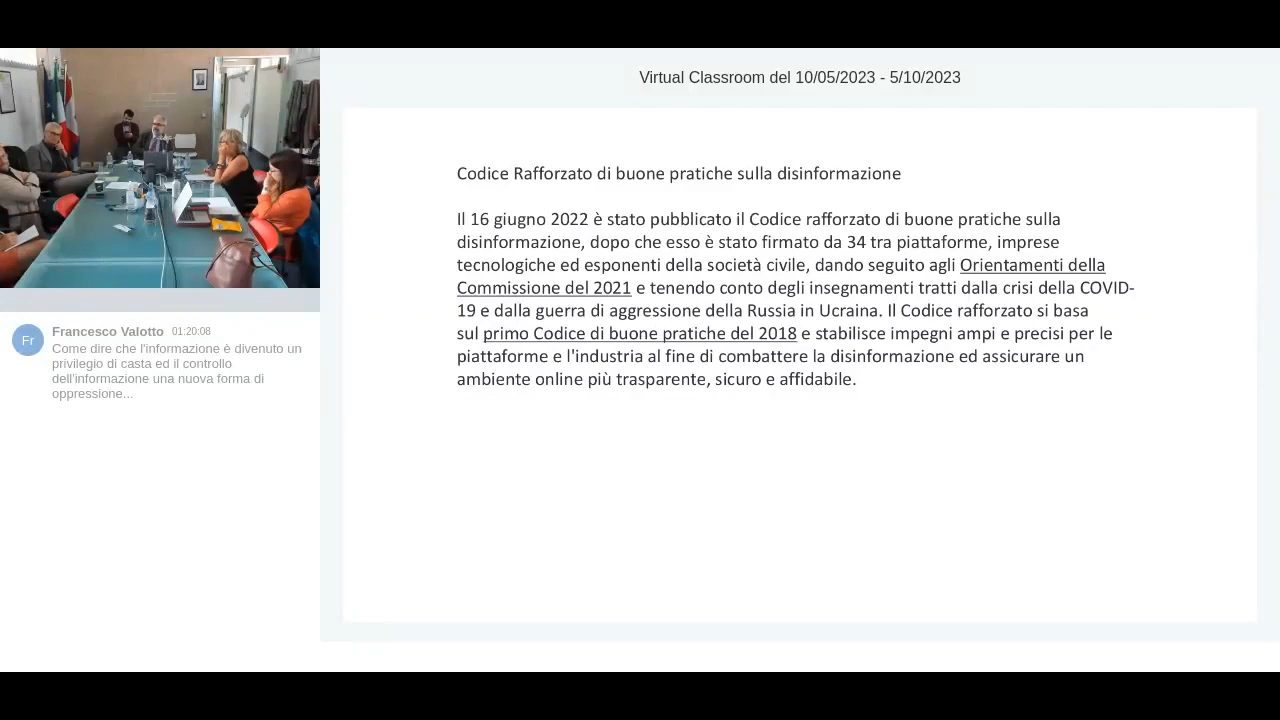 Virtual Classroom del 10/05/2023 - 5/10/2023
Codice Rafforzato di buone pratiche sulla disinformazione
Il 16 giugno 2022 è stato pubblicato il Codice rafforzato di buone pratiche sulla
disinformazione, dopo che esso è stato firmato da 34 tra piattaforme, imprese
tecnologiche ed esponenti della società civile, dando seguito agli Orientamenti della
Commissione del 2021 e tenendo conto degli insegnamenti tratti dalla crisi della COVID-
19 e dalla guerra di aggressione della Russia in Ucraina. Il Codice rafforzato si basa
sul primo Codice di buone pratiche del 2018 e stabilisce impegni ampi e precisi per le
piattaforme e l'industria al fine di combattere la disinformazione ed assicurare un
ambiente online più trasparente, sicuro e affidabile.
Fr
Francesco Valotto 01:20:08
Come dire che l'informazione è divenuto un
privilegio di casta ed il controllo
dell'informazione una nuova forma di
oppressione...